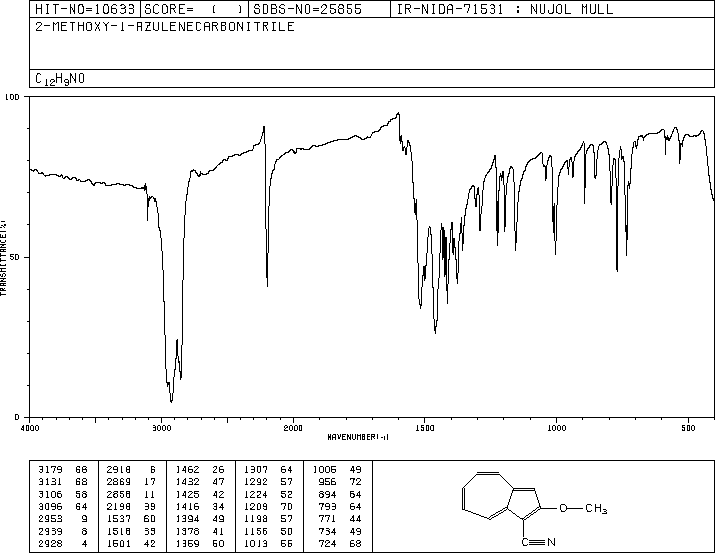 HIT-NO=10633 SCORE= ( ) SDBS-NO=25855 IR-NIDA-71531 : NUJOL MULL
2-METHOXY-1-AZULENECARBONITRILE
C12H9NO
100
50
0
TRANSMITTANCE(%)
4000 3000 2000 1500 1000 500
WAVENUMBER(-1)
3179 66 2918 6 1462 26 1307 64 1006 49
3131 68 2869 17 1432 47 1292 57 956 72
3106 58 2858 11 1425 42 1224 52 894 64
3096 64 2198 39 1416 34 1209 70 793 64
2953 9 1537 60 1394 49 1198 57 771 44
2939 8 1518 33 1378 41 1156 50 734 49
2928 4 1501 42 1359 50 1013 56 724 68
O—CH3
C≡N